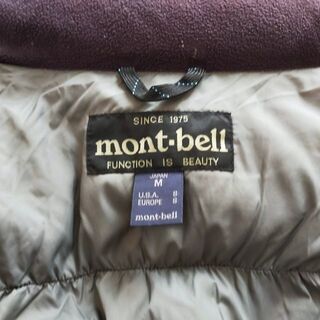 SINCE 1975
mont-bell
FUNCTION IS BEAUTY
JAPAN
M
U.S.A. S
EUROPE S
mont-bell